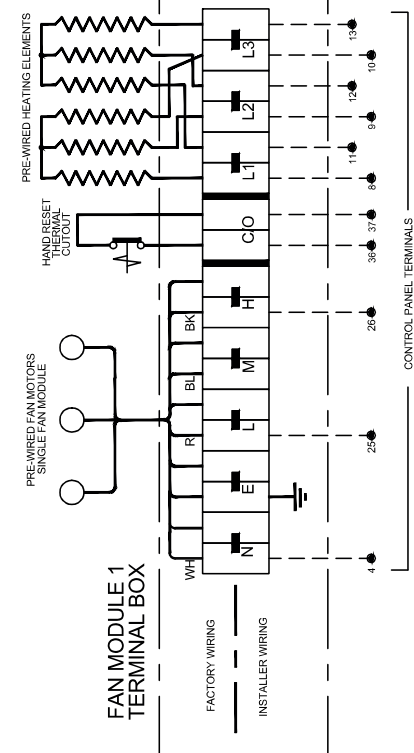 PRE-WIRED HEATING ELEMENTS
HAND RESET
THERMAL
CUTOUT
PRE-WIRED FAN MOTORS
SINGLE FAN MODULE
FAN MODULE 1
TERMINAL BOX
WH
R
BL
BK
N
E
L
M
H
C/O
L1
L2
L3
4
25
26
36
37
8
11
9
12
10
13
CONTROL PANEL TERMINALS
FACTORY WIRING
INSTALLER WIRING